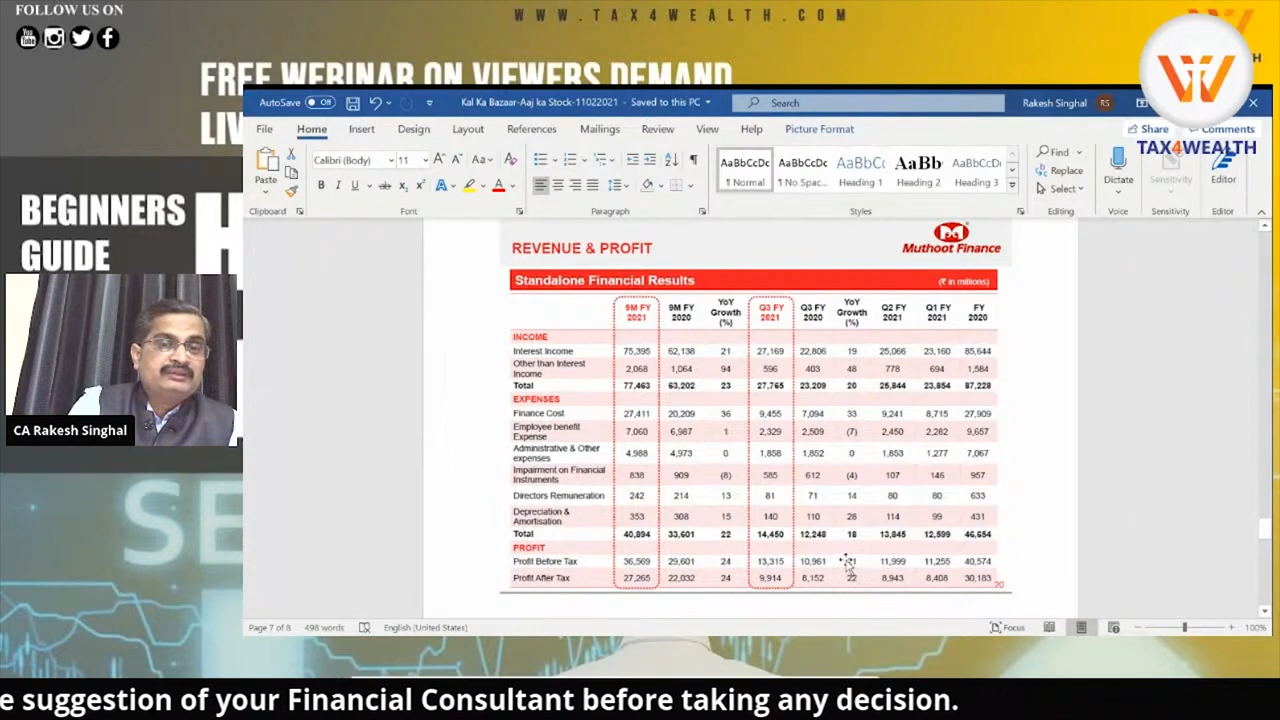 FOLLOW US ON
WWW.TAX4WEALTH.COM
FREE WEBINAR ON VIEWERS DEMAND
BEGINNERS
GUIDE
TAX4WEALTH
AutoSave Off
Kal Ka Bazaar-Aaj ka Stock-11022021 - Saved to this PC
Search
Rakesh Singhal RS
File Home Insert Design Layout References Mailings Review View Help Picture Format
Share Comments
Paste
Calibri (Body) 11
AaBbCcDc AaBbCcDc AaBbCc AaBb AaBbCcDc
Normal No Spac... Heading 1 Heading 2 Heading 3
Find
Replace
Select
Dictate Sensitivity Editor
Clipboard Font Paragraph Styles Editing Voice Sensitivity Editor
REVENUE & PROFIT
Muthoot Finance
Standalone Financial Results (₹ in millions)
9M FY 2021 9M FY 2020 YoY Growth (%) Q3 FY 2021 Q3 FY 2020 YoY Growth (%) Q2 FY 2021 Q1 FY 2021 FY 2020
INCOME
Interest Income 75,395 62,138 21 27,169 22,806 19 25,066 23,160 85,644
Other than Interest Income 2,068 1,064 94 596 403 48 778 694 1,584
Total 77,463 63,202 23 27,765 23,209 20 25,844 23,854 87,228
EXPENSES
Finance Cost 27,411 20,209 36 9,455 7,094 33 9,241 8,715 27,909
Employee benefit Expense 7,060 6,987 1 2,329 2,509 (7) 2,450 2,282 9,657
Administrative & Other expenses 4,988 4,973 0 1,858 1,852 0 1,853 1,277 7,067
Impairment on Financial Instruments 838 909 (8) 585 612 (4) 107 146 957
Directors Remuneration 242 214 13 81 71 14 80 80 633
Depreciation & Amortisation 353 308 15 140 110 28 114 99 431
Total 40,894 33,601 22 14,450 12,248 18 13,845 12,599 46,654
PROFIT
Profit Before Tax 36,569 29,601 24 13,315 10,961 11,999 11,255 40,574
Profit After Tax 27,265 22,032 24 9,914 8,152 22 8,943 8,408 30,183
20
CA Rakesh Singhal
Page 7 of 8 498 words English (United States)
Focus
100%
e suggestion of your Financial Consultant before taking any decision.